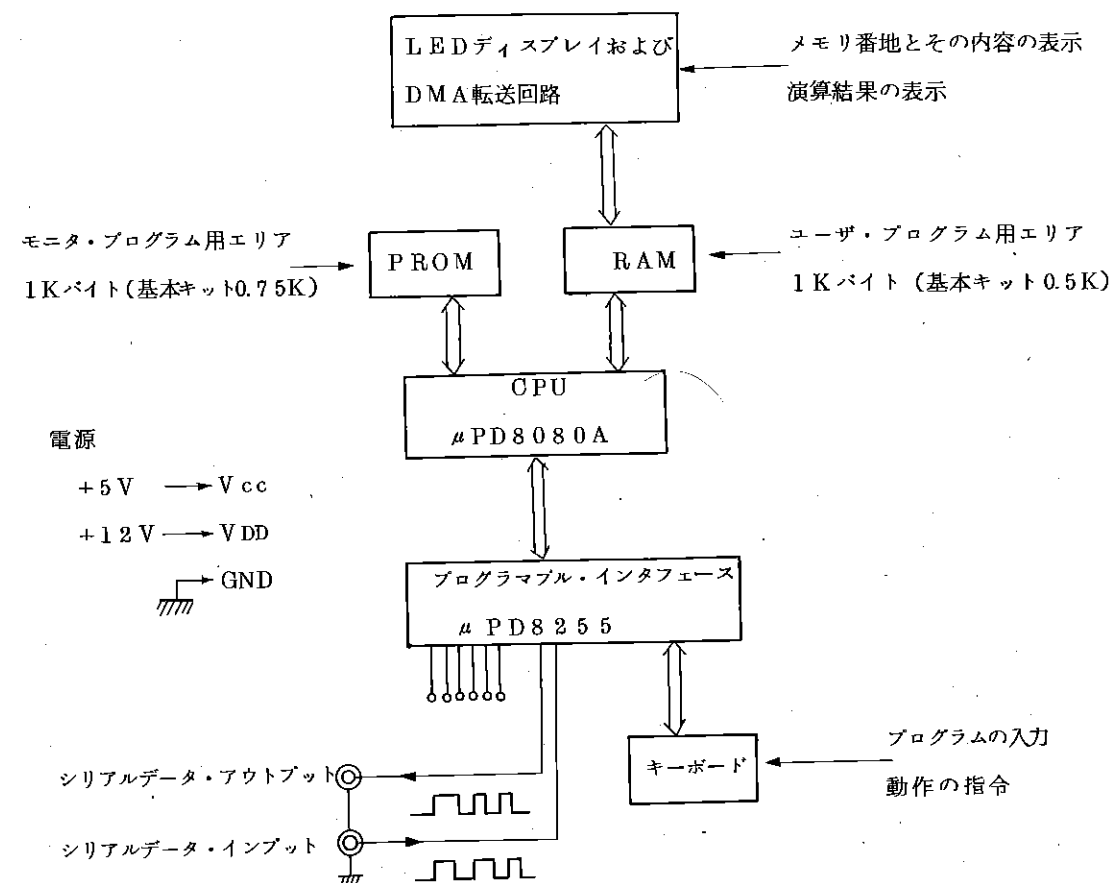 LEDディスプレイおよび
DMA転送回路
メモリ番地とその内容の表示
演算結果の表示
モニタ・プログラム用エリア
1Kバイト(基本キット0.75K)
PROM
RAM
ユーザ・プログラム用エリア
1Kバイト(基本キット0.5K)
CPU
μPD8080A
電源
+5V → Vcc
+12V → VDD
→ GND
プログラマブル・インタフェース
μPD8255
キーボード
プログラムの入力
動作の指令
シリアルデータ・アウトプット
シリアルデータ・インプット